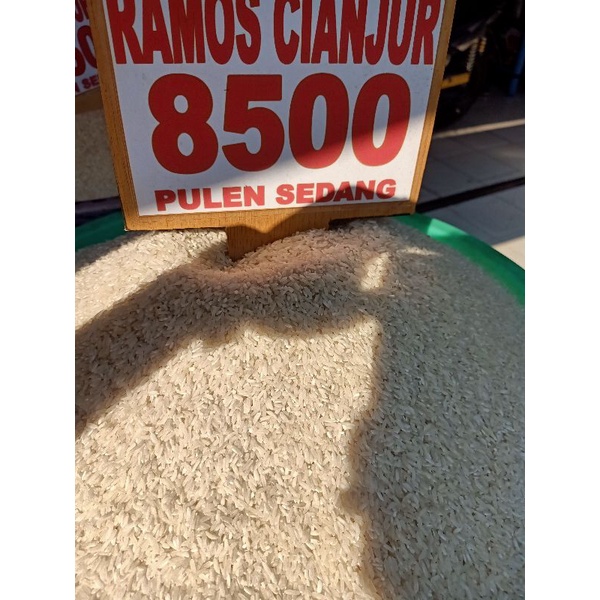 RAMOS CIANJUR
8500
PULEN SEDANG